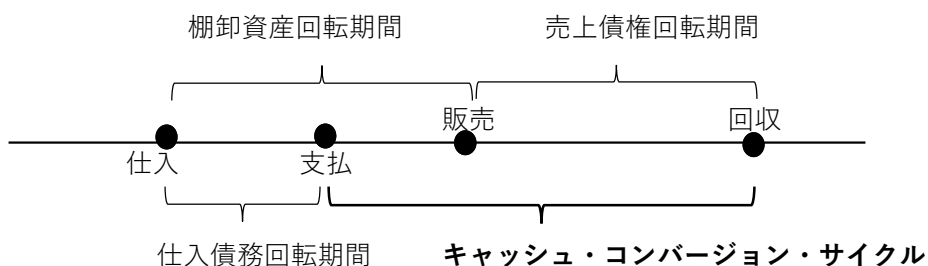 棚卸資産回転期間
売上債権回転期間
販売
回収
仕入
支払
仕入債務回転期間
キャッシュ・コンバージョン・サイクル